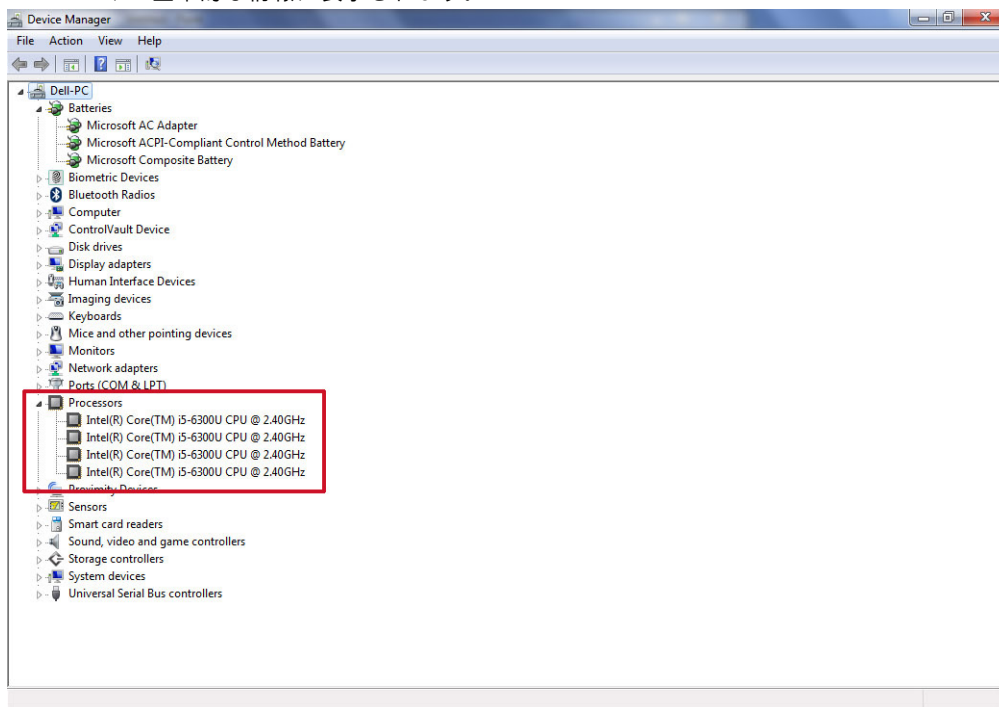 Device Manager
File Action View Help
Dell-PC
Batteries
Microsoft AC Adapter
Microsoft ACPI-Compliant Control Method Battery
Microsoft Composite Battery
Biometric Devices
Bluetooth Radios
Computer
ControlVault Device
Disk drives
Display adapters
Human Interface Devices
Imaging devices
Keyboards
Mice and other pointing devices
Monitors
Network adapters
Ports (COM & LPT)
Processors
Intel(R) Core(TM) i5-6300U CPU @ 2.40GHz
Intel(R) Core(TM) i5-6300U CPU @ 2.40GHz
Intel(R) Core(TM) i5-6300U CPU @ 2.40GHz
Intel(R) Core(TM) i5-6300U CPU @ 2.40GHz
Proximity Devices
Sensors
Smart card readers
Sound, video and game controllers
Storage controllers
System devices
Universal Serial Bus controllers